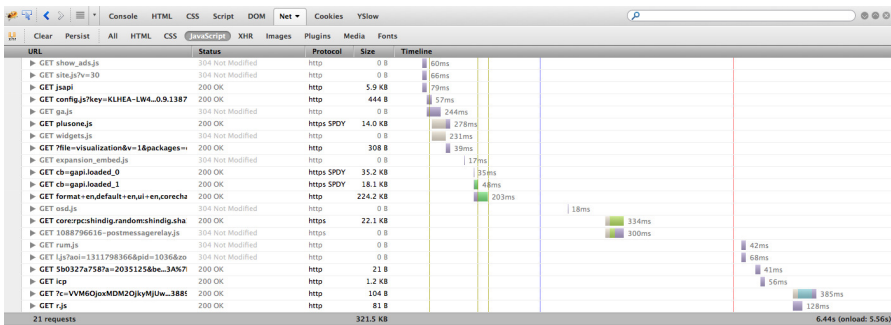 Console HTML CSS Script DOM Net Cookies YSlow
Clear Persist All HTML CSS JavaScript XHR Images Plugins Media Fonts
URL Status Protocol Size Timeline
GET show_ads.js 304 Not Modified http 0 B 60ms
GET site.js?v=30 304 Not Modified http 0 B 66ms
GET jsapi 200 OK http 5.9 KB 79ms
GET config.js?key=KLHEA-LW4...0.9.1387 200 OK http 444 B 57ms
GET ga.js 304 Not Modified http 0 B 244ms
GET plusone.js 200 OK https SPDY 14.0 KB 278ms
GET widgets.js 304 Not Modified http 0 B 231ms
GET ?file=visualization&v=1&packages= 200 OK http 308 B 39ms
GET expansion_embed.js 304 Not Modified http 0 B 17ms
GET cb=gapi.loaded_0 200 OK https SPDY 35.2 KB 35ms
GET cb=gapi.loaded_1 200 OK https SPDY 18.1 KB 48ms
GET format+en,default+en,ui+en,corecha 200 OK http 224.2 KB 203ms
GET osd.js 304 Not Modified http 0 B 18ms
GET core:rpc:shindig.random:shindig.sha 200 OK https 22.1 KB 334ms
GET 1088796616-postmessagerelay.js 304 Not Modified https 0 B 300ms
GET rum.js 304 Not Modified http 0 B 42ms
GET l.js?aoi=1311798366&pid=1036&zo 304 Not Modified http 0 B 68ms
GET 5b0327a758?a=2035125&be...3A%7 200 OK http 21 B 41ms
GET icp 200 OK http 1.2 KB 56ms
GET ?c=VVM6OjoxMDM2OjkyMjUw...3889 200 OK http 104 B 385ms
GET r.js 200 OK http 81 B 128ms
21 requests 321.5 KB 6.44s (onload: 5.56s)